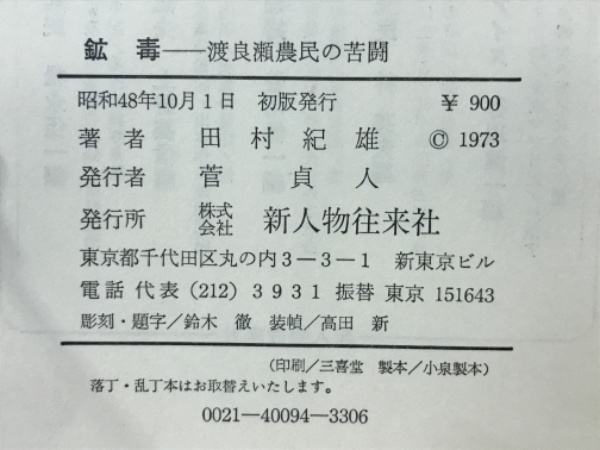 鉱毒——渡良瀬農民の苦闘
昭和48年10月1日 初版発行 ¥900
著者 田村紀雄 ©1973
発行者 菅貞人
発行所 株式会社 新人物往来社
東京都千代田区丸の内3—3—1 新東京ビル
電話 代表 (212) 3931 振替 東京 151643
彫刻・題字/鈴木 徹 装幀/高田 新
(印刷/三喜堂 製本/小泉製本)
落丁・乱丁本はお取替えいたします。
0021—40094—3306